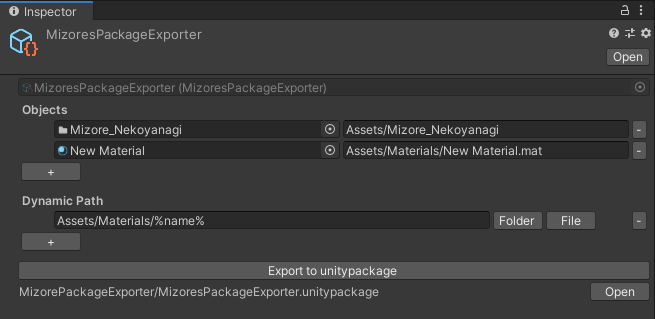 Inspector
MizoresPackageExporter
Open
MizoresPackageExporter (MizoresPackageExporter)
Objects
Mizore_Nekoyanagi Assets/Mizore_Nekoyanagi -
New Material Assets/Materials/New Material.mat -
+
Dynamic Path
Assets/Materials/%name% Folder File -
+
Export to unitypackage
MizorePackageExporter/MizoresPackageExporter.unitypackage Open